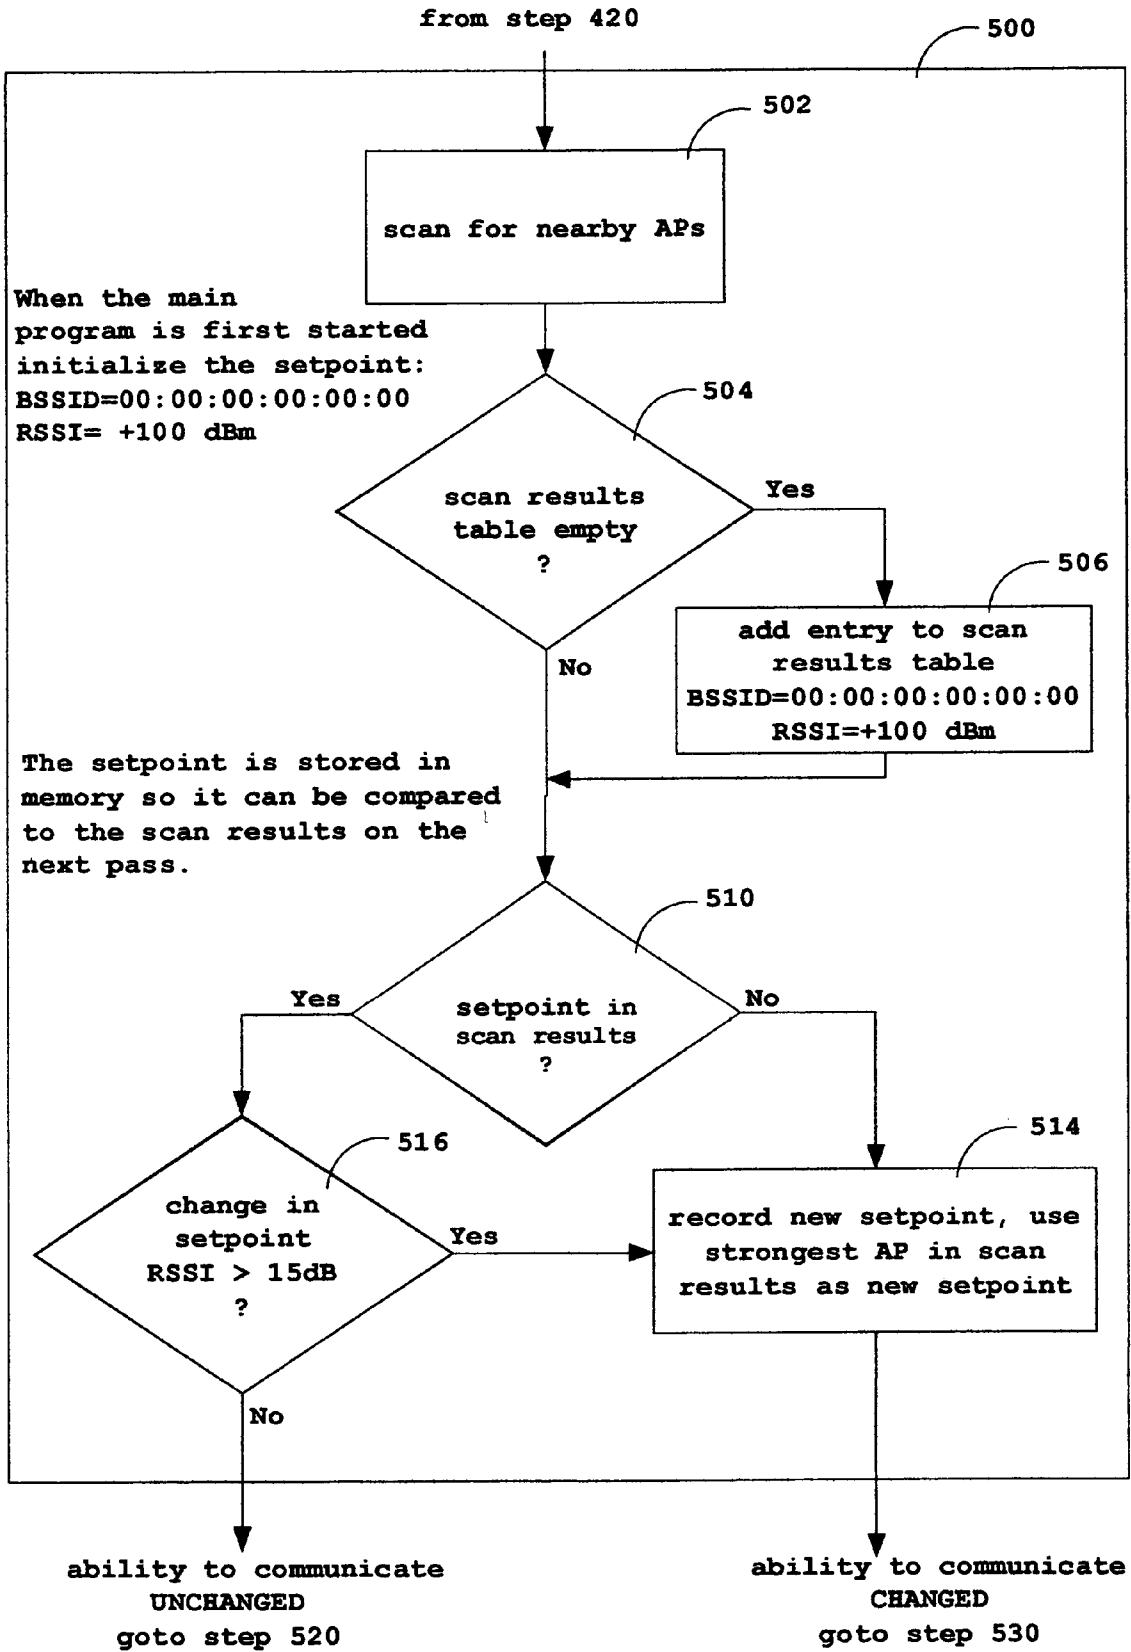 from step 420
500
502
scan for nearby APs
When the main
program is first started
initialize the setpoint:
BSSID=00:00:00:00:00:00
RSSI= +100 dBm
504
scan results
table empty
?
Yes
506
add entry to scan
results table
BSSID=00:00:00:00:00:00
RSSI=+100 dBm
No
The setpoint is stored in
memory so it can be compared
to the scan results on the
next pass.
510
setpoint in
scan results
?
Yes
No
516
change in
setpoint
RSSI > 15dB
?
Yes
514
record new setpoint, use
strongest AP in scan
results as new setpoint
No
ability to communicate
UNCHANGED
goto step 520
ability to communicate
CHANGED
goto step 530